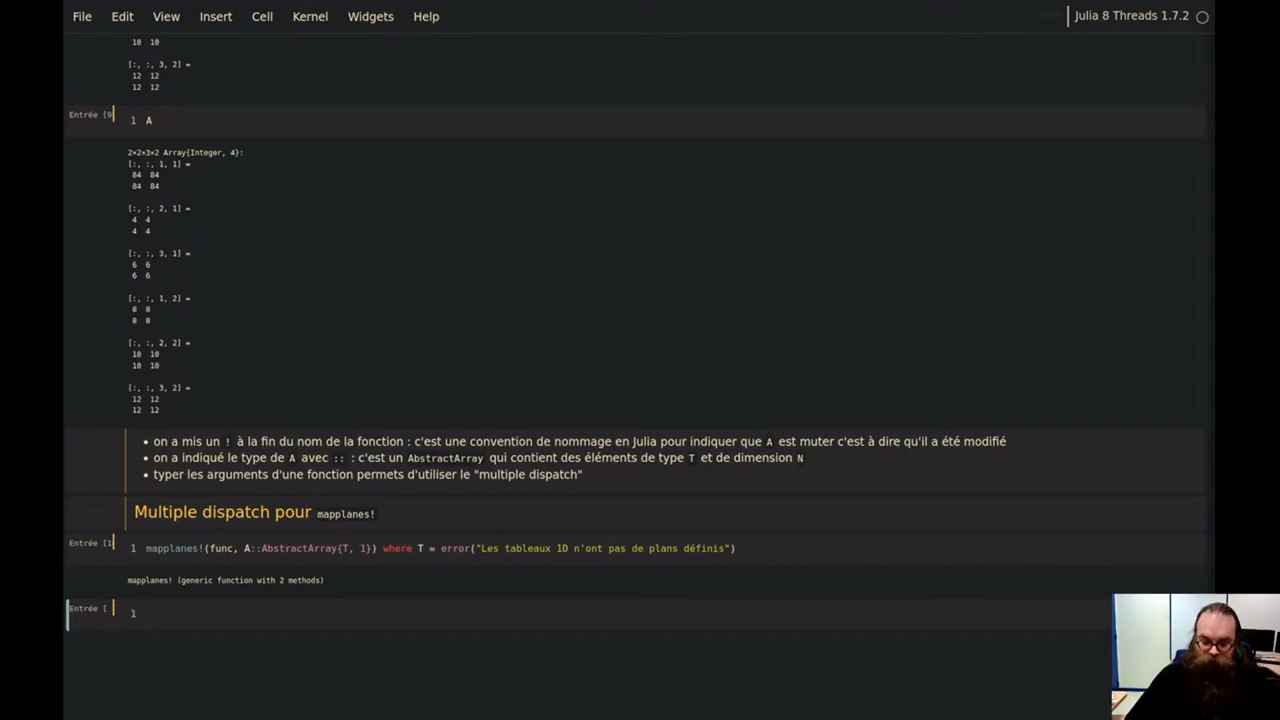 File Edit View Insert Cell Kernel Widgets Help Julia 8 Threads 1.7.2
10 10
[:, :, 3, 2] =
12 12
12 12
Entrée [9
1 A
2×2×3×2 Array{Integer, 4}:
[:, :, 1, 1] =
84 84
84 84
[:, :, 2, 1] =
4 4
4 4
[:, :, 3, 1] =
6 6
6 6
[:, :, 1, 2] =
8 8
8 8
[:, :, 2, 2] =
10 10
10 10
[:, :, 3, 2] =
12 12
12 12
• on a mis un ! à la fin du nom de la fonction : c'est une convention de nommage en Julia pour indiquer que A est muter c'est à dire qu'il a été modifié
• on a indiqué le type de A avec :: : c'est un AbstractArray qui contient des éléments de type T et de dimension N
• typer les arguments d'une fonction permets d'utiliser le "multiple dispatch"
Multiple dispatch pour mapplanes!
Entrée [1
1 mapplanes!(func, A::AbstractArray{T, 1}) where T = error("Les tableaux 1D n'ont pas de plans définis")
mapplanes! (generic function with 2 methods)
Entrée [
1